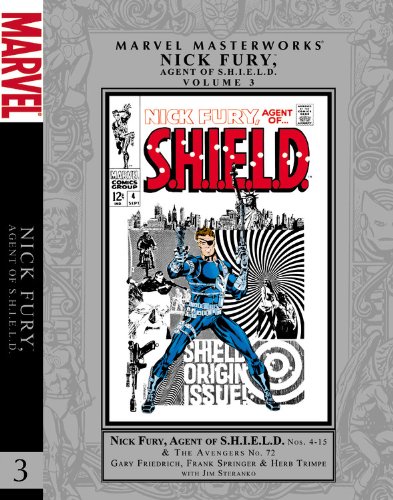 MARVEL
NICK FURY,
AGENT OF S.H.I.E.L.D.
3
MARVEL MASTERWORKS®
NICK FURY,
AGENT OF S.H.I.E.L.D.
VOLUME 3
NICK FURY, AGENT OF...
S.H.I.E.L.D.
MARVEL
COMICS
GROUP
12¢
IND.
4
SEPT
SHIELD
ORIGIN
ISSUE!
NICK FURY, AGENT OF S.H.I.E.L.D. NOS. 4-15
& THE AVENGERS NO. 72
GARY FRIEDRICH, FRANK SPRINGER & HERB TRIMPE
WITH JIM STERANKO